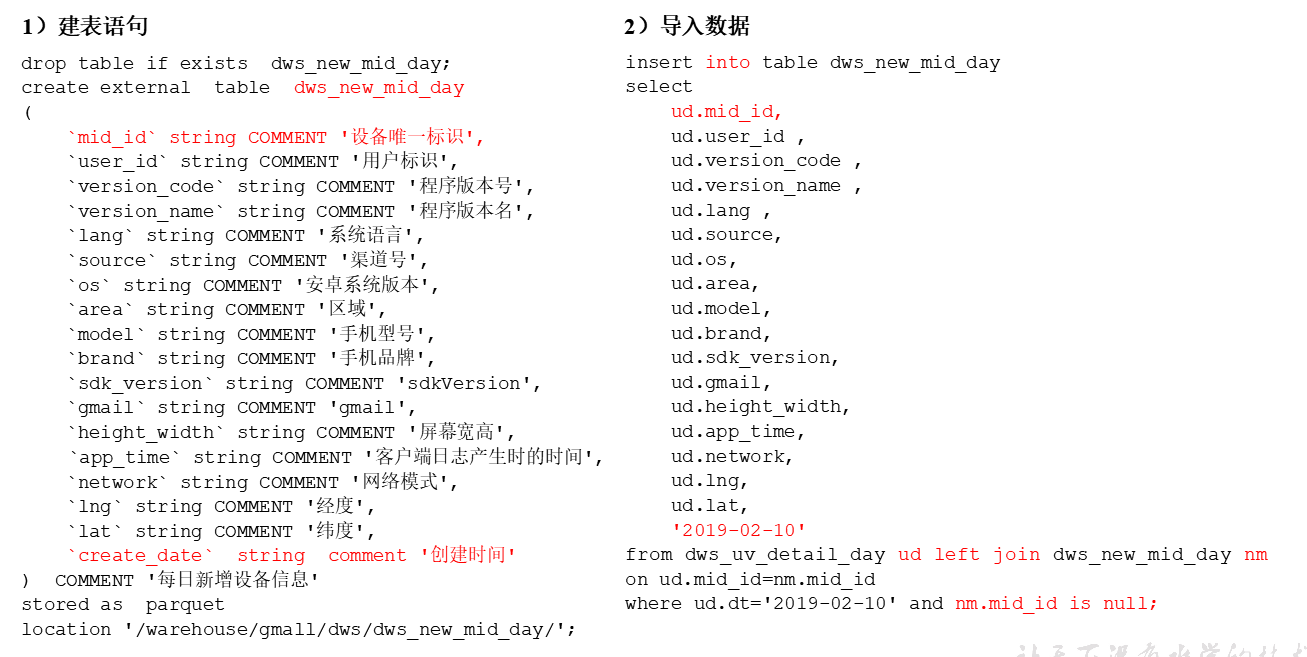 1）建表语句
drop table if exists  dws_new_mid_day;
create external  table  dws_new_mid_day
(
    `mid_id` string COMMENT '设备唯一标识',
    `user_id` string COMMENT '用户标识',
    `version_code` string COMMENT '程序版本号',
    `version_name` string COMMENT '程序版本名',
    `lang` string COMMENT '系统语言',
    `source` string COMMENT '渠道号',
    `os` string COMMENT '安卓系统版本',
    `area` string COMMENT '区域',
    `model` string COMMENT '手机型号',
    `brand` string COMMENT '手机品牌',
    `sdk_version` string COMMENT 'sdkVersion',
    `gmail` string COMMENT 'gmail',
    `height_width` string COMMENT '屏幕宽高',
    `app_time` string COMMENT '客户端日志产生时的时间',
    `network` string COMMENT '网络模式',
    `lng` string COMMENT '经度',
    `lat` string COMMENT '纬度',
    `create_date`  string  comment '创建时间'
)  COMMENT '每日新增设备信息'
stored as  parquet
location '/warehouse/gmall/dws/dws_new_mid_day/';
2）导入数据
insert into table dws_new_mid_day
select
    ud.mid_id,
    ud.user_id ,
    ud.version_code ,
    ud.version_name ,
    ud.lang ,
    ud.source,
    ud.os,
    ud.area,
    ud.model,
    ud.brand,
    ud.sdk_version,
    ud.gmail,
    ud.height_width,
    ud.app_time,
    ud.network,
    ud.lng,
    ud.lat,
    '2019-02-10'
from dws_uv_detail_day ud left join dws_new_mid_day nm
on ud.mid_id=nm.mid_id
where ud.dt='2019-02-10' and nm.mid_id is null;